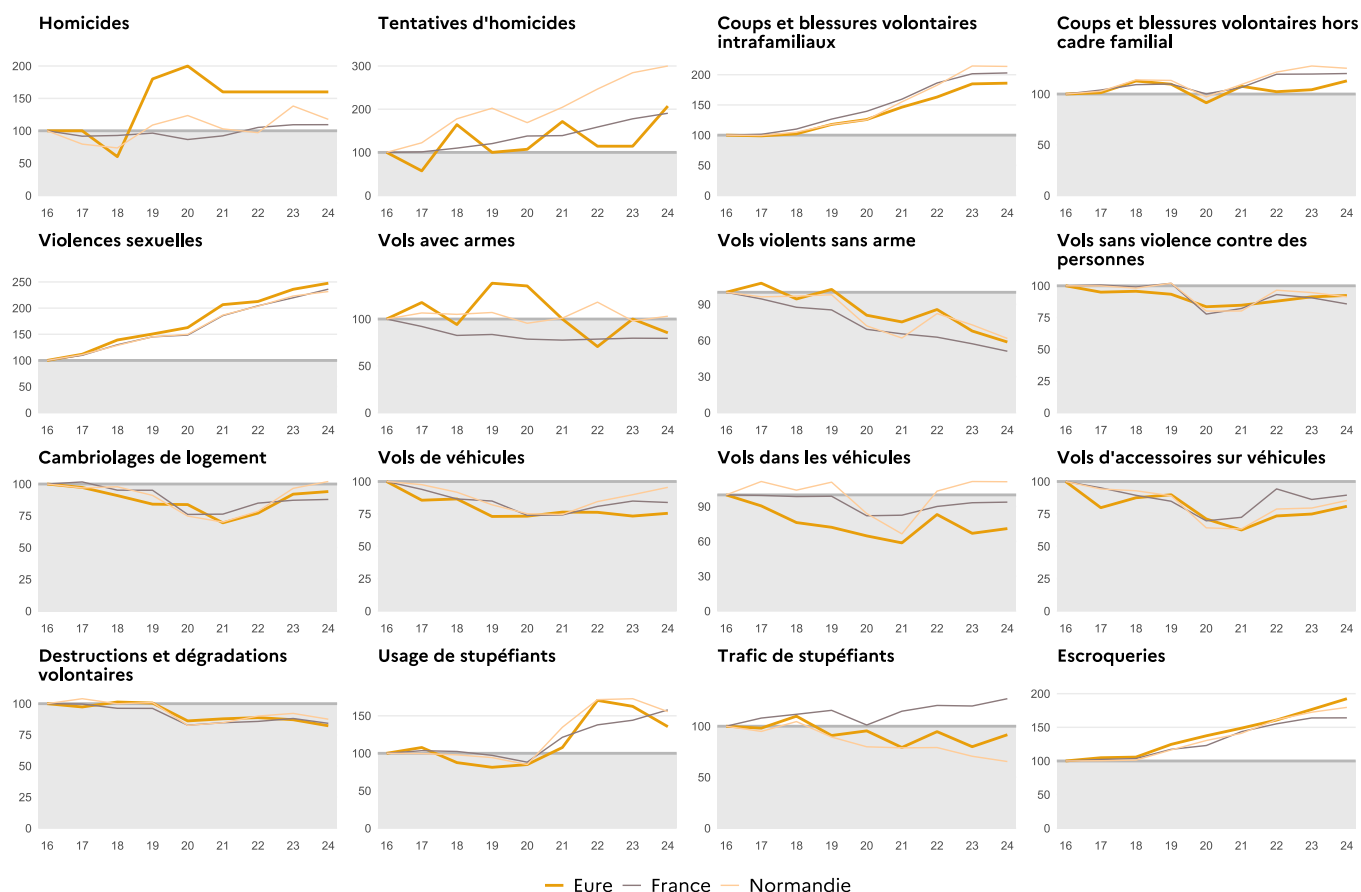 Homicides
200
150
100
50
0
16 17 18 19 20 21 22 23 24
Tentatives d'homicides
300
200
100
0
16 17 18 19 20 21 22 23 24
Coups et blessures volontaires
intrafamiliaux
200
150
100
50
0
16 17 18 19 20 21 22 23 24
Coups et blessures volontaires hors
cadre familial
100
50
0
16 17 18 19 20 21 22 23 24
Violences sexuelles
250
200
150
100
50
0
16 17 18 19 20 21 22 23 24
Vols avec armes
100
50
0
16 17 18 19 20 21 22 23 24
Vols violents sans arme
90
60
30
0
16 17 18 19 20 21 22 23 24
Vols sans violence contre des
personnes
100
75
50
25
0
16 17 18 19 20 21 22 23 24
Cambriolages de logement
100
75
50
25
0
16 17 18 19 20 21 22 23 24
Vols de véhicules
100
75
50
25
0
16 17 18 19 20 21 22 23 24
Vols dans les véhicules
90
60
30
0
16 17 18 19 20 21 22 23 24
Vols d'accessoires sur véhicules
100
75
50
25
0
16 17 18 19 20 21 22 23 24
Destructions et dégradations
volontaires
100
75
50
25
0
16 17 18 19 20 21 22 23 24
Usage de stupéfiants
150
100
50
0
16 17 18 19 20 21 22 23 24
Trafic de stupéfiants
100
50
0
16 17 18 19 20 21 22 23 24
Escroqueries
200
150
100
50
0
16 17 18 19 20 21 22 23 24
Eure France Normandie